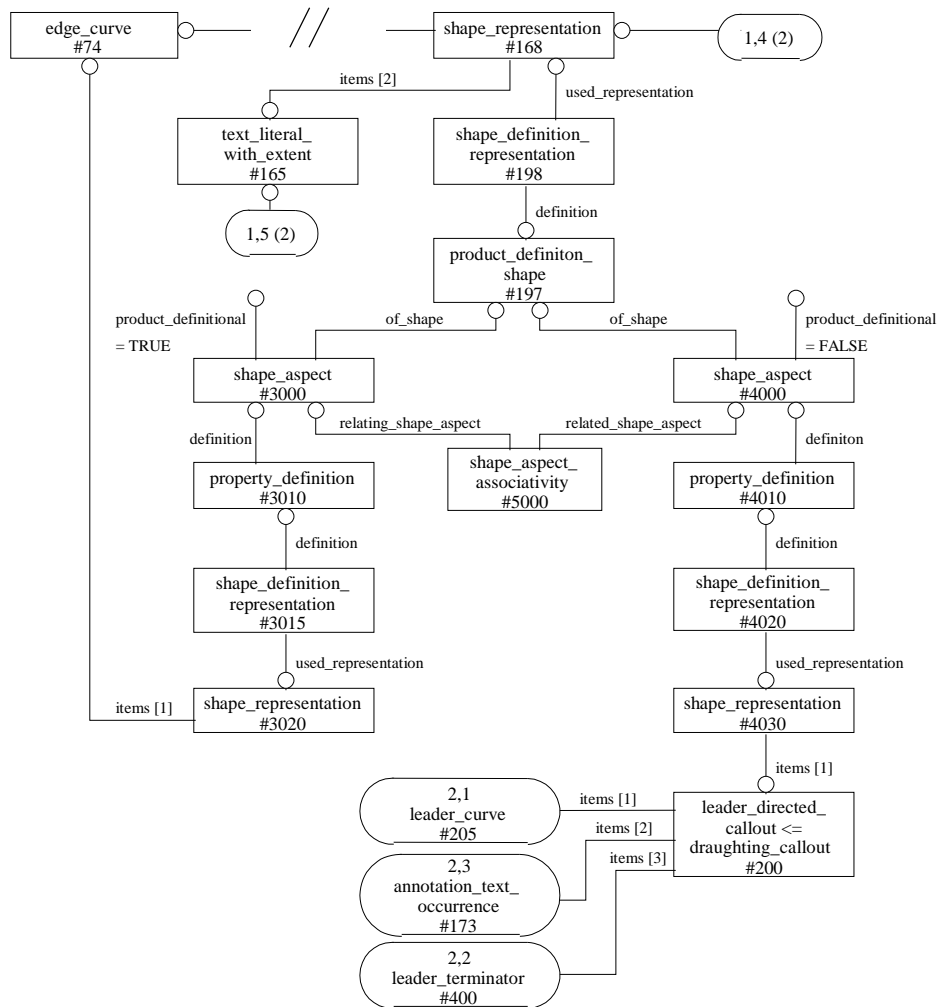 edge_curve
#74
shape_representation
#168
1,4 (2)
items [2]
used_representation
text_literal_
with_extent
#165
shape_definition_
representation
#198
1,5 (2)
definition
product_definiton_
shape
#197
product_definitional
= TRUE
of_shape
of_shape
product_definitional
= FALSE
shape_aspect
#3000
shape_aspect
#4000
definition
relating_shape_aspect
related_shape_aspect
definiton
property_definition
#3010
shape_aspect_
associativity
#5000
property_definition
#4010
definition
definition
shape_definition_
representation
#3015
shape_definition_
representation
#4020
used_representation
used_representation
items [1]
shape_representation
#3020
shape_representation
#4030
items [1]
2,1
leader_curve
#205
items [1]
items [2]
items [3]
leader_directed_
callout <=
draughting_callout
#200
2,3
annotation_text_
occurrence
#173
2,2
leader_terminator
#400